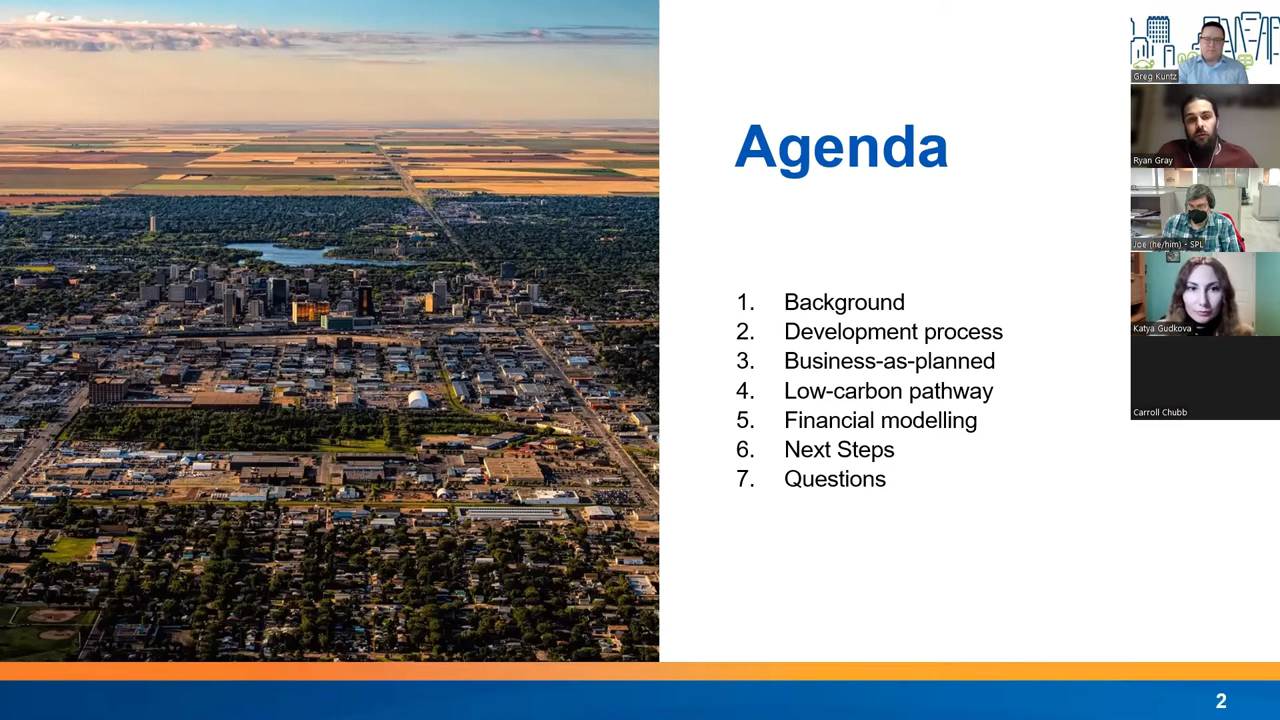 Agenda
1. Background
2. Development process
3. Business-as-planned
4. Low-carbon pathway
5. Financial modelling
6. Next Steps
7. Questions
Greg Kuntz
Ryan Gray
Joe (he/him) - SPL
Katya Gudkova
Carroll Chubb
2